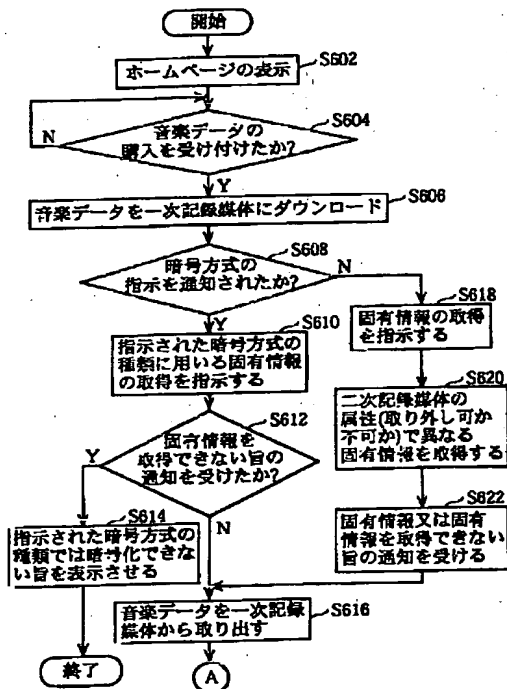 開始
ホームページの表示
S602
音楽データの
購入を受け付けたか?
S604
N
Y
音楽データを一次記録媒体にダウンロード
S606
暗号方式の
指示を通知されたか?
S608
N
Y
指示された暗号方式の
種類に用いる固有情報
の取得を指示する
S610
固有情報の取得
を指示する
S618
二次記録媒体の
属性(取り外し可か
不可か)で異なる
固有情報を取得する
S620
固有情報を
取得できない旨の
通知を受けたか?
S612
Y
N
指示された暗号方式の
種類では暗号化できな
い旨を表示させる
S614
固有情報又は固有
情報を取得できない
旨の通知を受ける
S622
音楽データを一次記録
媒体から取り出す
S616
終了
A